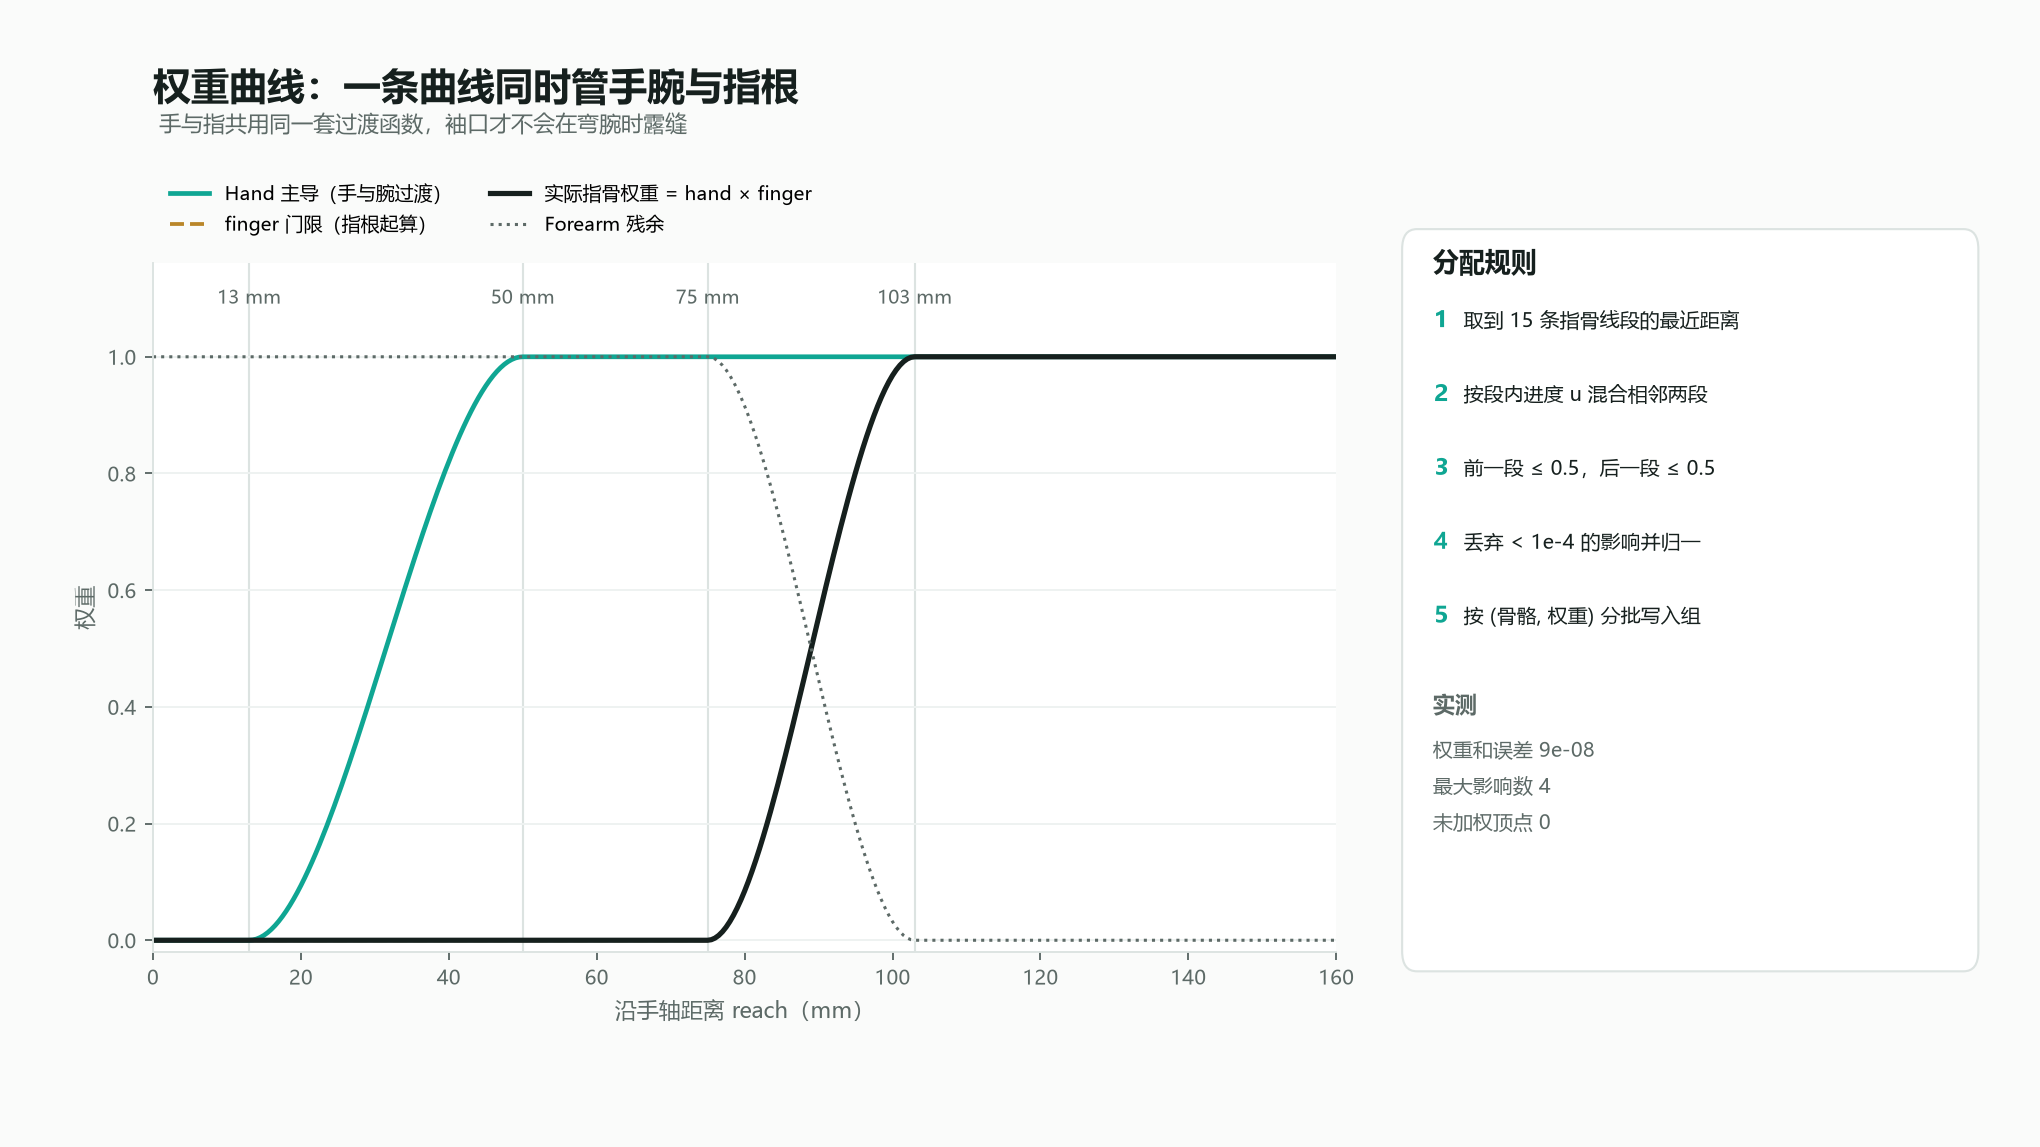 权重曲线：一条曲线同时管手腕与指根
手与指共用同一套过渡函数，袖口才不会在弯腕时露缝
Hand 主导（手与腕过渡）
finger 门限（指根起算）
实际指骨权重 = hand × finger
Forearm 残余
13 mm
50 mm
75 mm
103 mm
1.0
0.8
0.6
0.4
0.2
0.0
权重
0
20
40
60
80
100
120
140
160
沿手轴距离 reach（mm）
分配规则
1 取到 15 条指骨线段的最近距离
2 按段内进度 u 混合相邻两段
3 前一段 ≤ 0.5，后一段 ≤ 0.5
4 丢弃 < 1e-4 的影响并归一
5 按 (骨骼, 权重) 分批写入组
实测
权重和误差 9e-08
最大影响数 4
未加权顶点 0